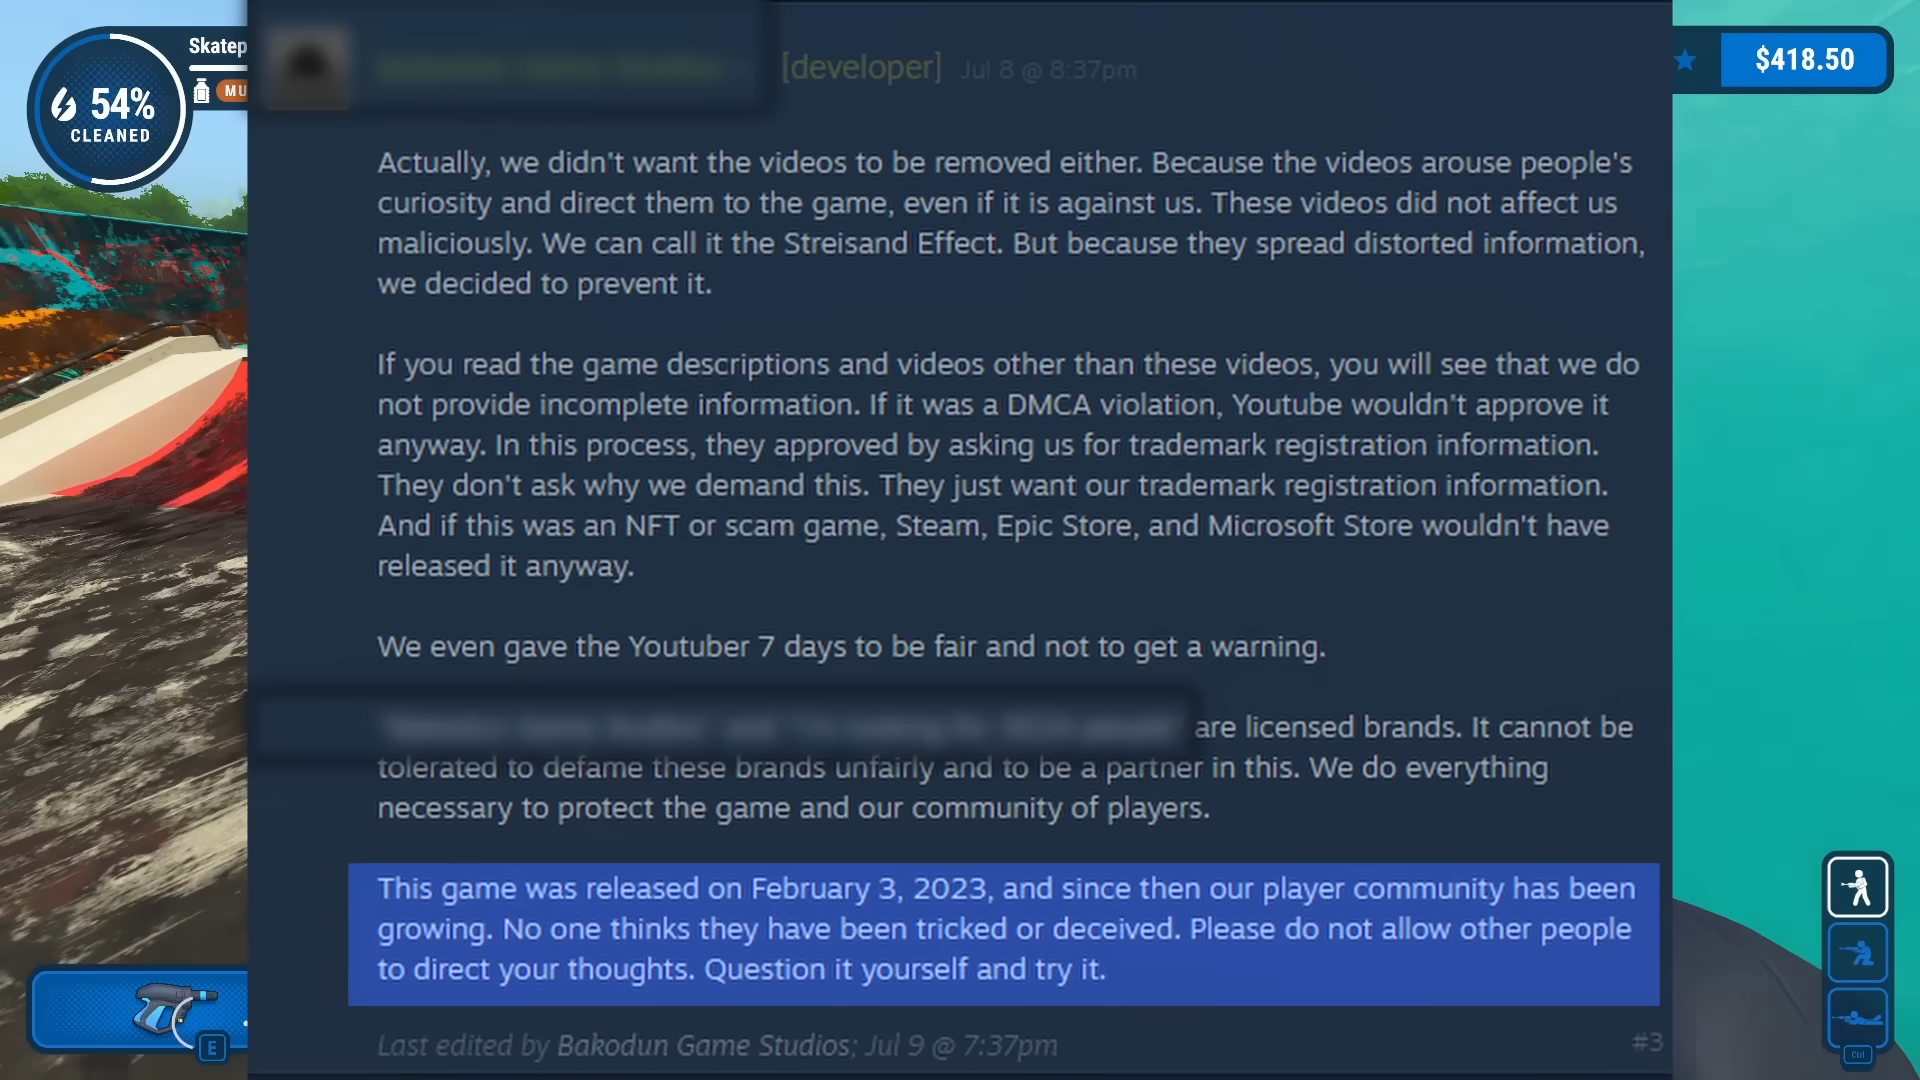 Skatep
54%
CLEANED
MU
$418.50
[developer] Jul 8 @ 8:37pm
Actually, we didn't want the videos to be removed either. Because the videos arouse people's
curiosity and direct them to the game, even if it is against us. These videos did not affect us
maliciously. We can call it the Streisand Effect. But because they spread distorted information,
we decided to prevent it.
If you read the game descriptions and videos other than these videos, you will see that we do
not provide incomplete information. If it was a DMCA violation, Youtube wouldn't approve it
anyway. In this process, they approved by asking us for trademark registration information.
They don't ask why we demand this. They just want our trademark registration information.
And if this was an NFT or scam game, Steam, Epic Store, and Microsoft Store wouldn't have
released it anyway.
We even gave the Youtuber 7 days to be fair and not to get a warning.
are licensed brands. It cannot be
tolerated to defame these brands unfairly and to be a partner in this. We do everything
necessary to protect the game and our community of players.
This game was released on February 3, 2023, and since then our player community has been
growing. No one thinks they have been tricked or deceived. Please do not allow other people
to direct your thoughts. Question it yourself and try it.
Last edited by Bakodun Game Studios; Jul 9 @ 7:37pm
#3
E
Ctrl